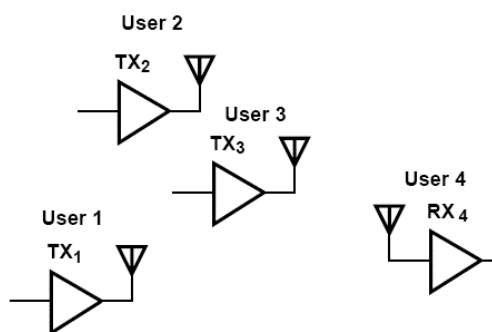 User 2
TX2
User 3
TX3
User 4
RX4
User 1
TX1